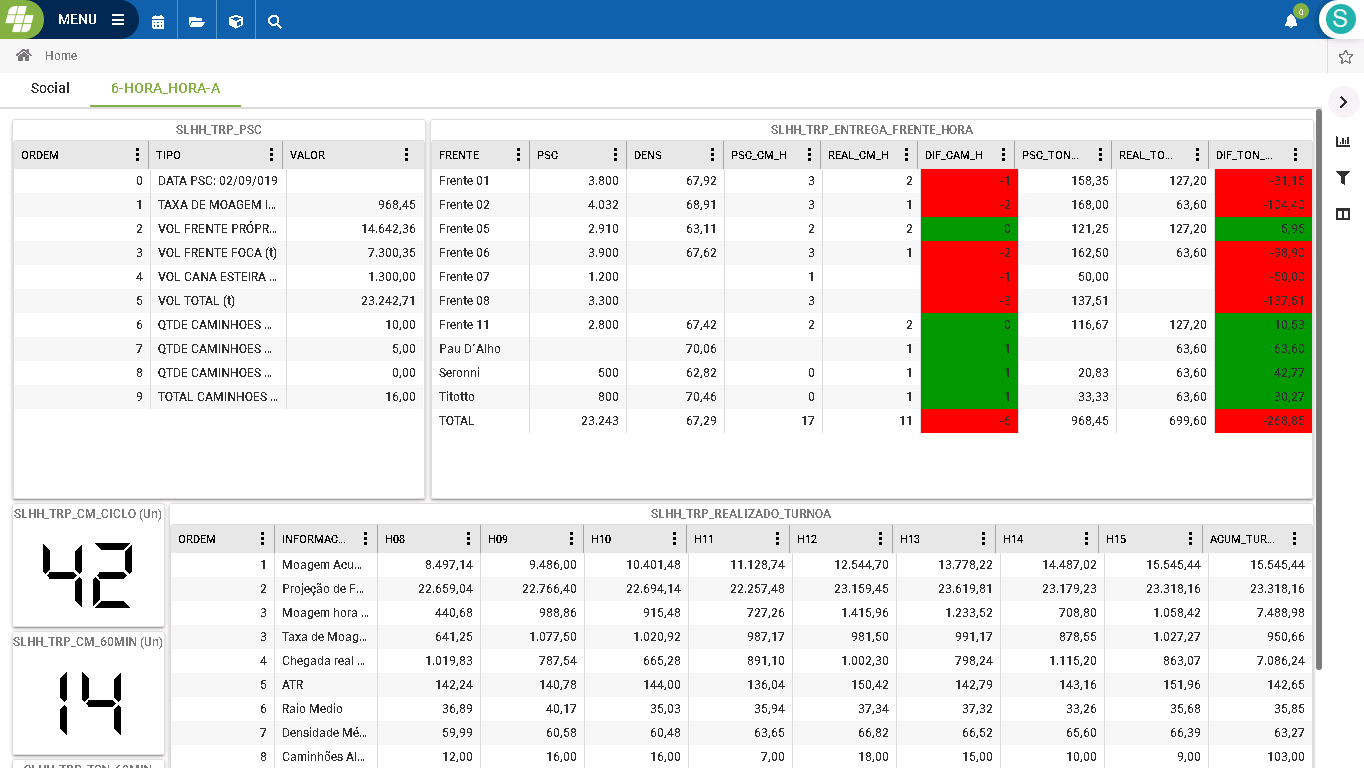 MENU
0
S
Home
Social 6-HORA_HORA-A
SLHH_TRP_PSC
ORDEM TIPO VALOR
0 DATA PSC: 02/09/019
1 TAXA DE MOAGEM I... 968,45
2 VOL FRENTE PRÓPR... 14.642,36
3 VOL FRENTE FOCA (t) 7.300,35
4 VOL CANA ESTEIRA ... 1.300,00
5 VOL TOTAL (t) 23.242,71
6 QTDE CAMINHOES ... 10,00
7 QTDE CAMINHOES ... 5,00
8 QTDE CAMINHOES ... 0,00
9 TOTAL CAMINHOES ... 16,00
SLHH_TRP_ENTREGA_FRENTE_HORA
FRENTE PSC DENS PSC_CM_H REAL_CM_H DIF_CAM_H PSC_TON... REAL_TO... DIF_TON_...
Frente 01 3.800 67,92 3 2 -1 158,35 127,20 -31,15
Frente 02 4.032 68,91 3 1 -2 168,00 63,60 -104,40
Frente 05 2.910 63,11 2 2 0 121,25 127,20 5,95
Frente 06 3.900 67,62 3 1 -2 162,50 63,60 -98,90
Frente 07 1.200 1 -1 50,00 -50,00
Frente 08 3.300 3 -3 137,51 -137,51
Frente 11 2.800 67,42 2 2 0 116,67 127,20 10,53
Pau D´Alho 70,06 1 1 63,60 63,60
Seronni 500 62,82 0 1 1 20,83 63,60 42,77
Titotto 800 70,46 0 1 1 33,33 63,60 30,27
TOTAL 23.243 67,29 17 11 -6 968,45 699,60 -268,85
SLHH_TRP_CM_CICLO (Un)
42
SLHH_TRP_CM_60MIN (Un)
14
SLHH_TRP_TON_60MIN
SLHH_TRP_REALIZADO_TURNOA
ORDEM INFORMAC... H08 H09 H10 H11 H12 H13 H14 H15 ACUM_TUR...
1 Moagem Acu... 8.497,14 9.486,00 10.401,48 11.128,74 12.544,70 13.778,22 14.487,02 15.545,44 15.545,44
2 Projeção de F... 22.659,04 22.766,40 22.694,14 22.257,48 23.159,45 23.619,81 23.179,23 23.318,16 23.318,16
3 Moagem hora ... 440,68 988,86 915,48 727,26 1.415,96 1.233,52 708,80 1.058,42 7.488,98
3 Taxa de Moag... 641,25 1.077,50 1.020,92 987,17 981,50 991,17 878,55 1.027,27 950,66
4 Chegada real ... 1.019,83 787,54 665,28 891,10 1.002,30 798,24 1.115,20 863,07 7.086,24
5 ATR 142,24 140,78 144,00 136,04 150,42 142,79 143,16 151,96 142,65
6 Raio Medio 36,89 40,17 35,03 35,94 37,34 37,32 33,26 35,68 35,85
7 Densidade Mé... 59,99 60,58 60,48 63,65 66,82 66,52 65,60 66,39 63,27
8 Caminhões Al... 12,00 16,00 16,00 7,00 18,00 15,00 10,00 9,00 103,00